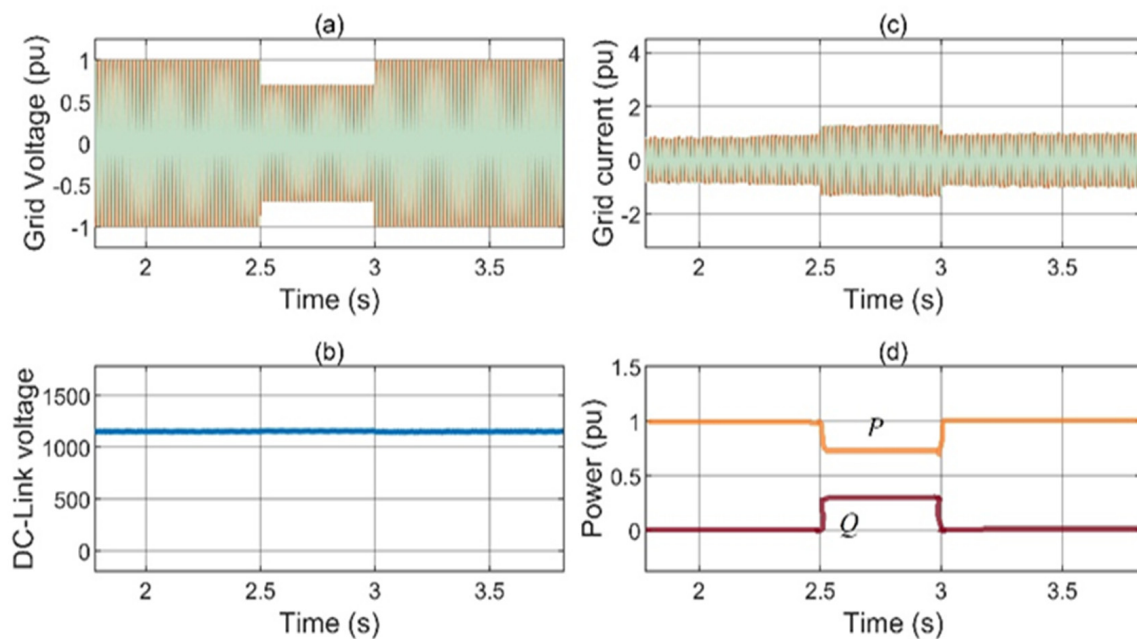 (a)
Grid Voltage (pu)
1
0.5
0
-0.5
-1
2
2.5
3
3.5
Time (s)
(c)
Grid current (pu)
4
2
0
-2
2
2.5
3
3.5
Time (s)
(b)
DC-Link voltage
1500
1000
500
0
2
2.5
3
3.5
Time (s)
(d)
Power (pu)
1.5
1
0.5
0
P
Q
2
2.5
3
3.5
Time (s)